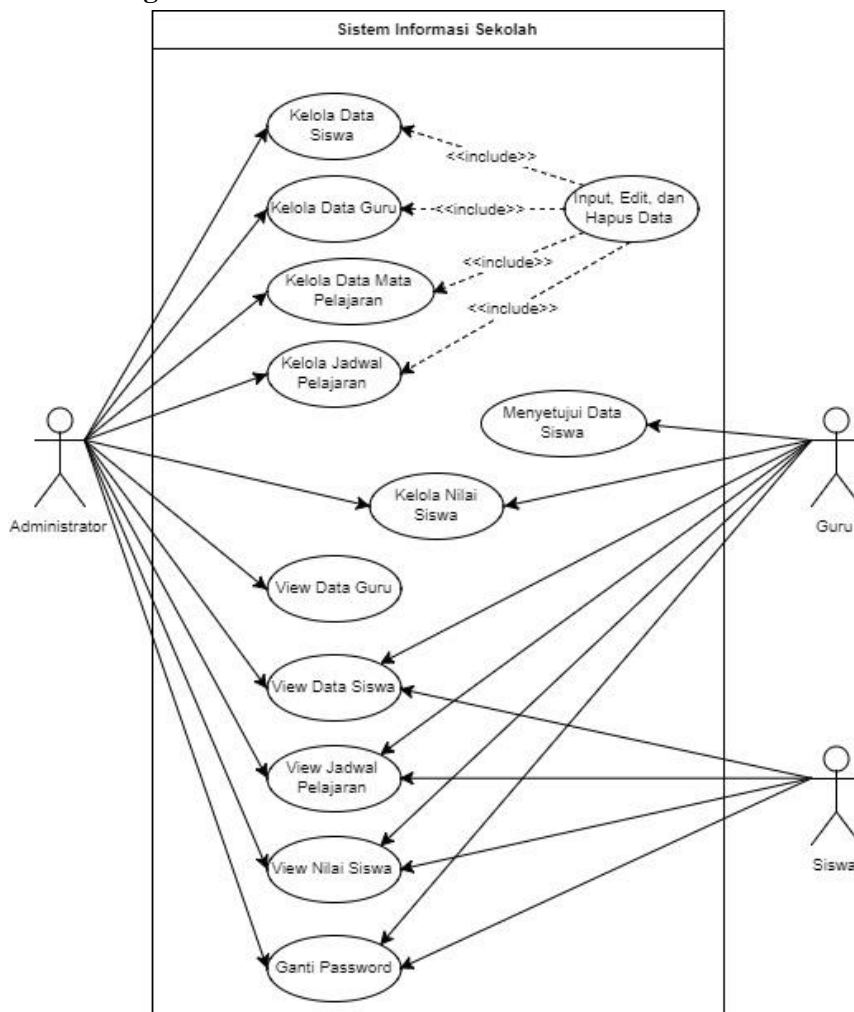 g
Sistem Informasi Sekolah
Kelola Data
Siswa
<<include>>
Kelola Data Guru
<<include>>
Input, Edit, dan
Hapus Data
Kelola Data Mata
Pelajaran
<<include>>
<<include>>
Kelola Jadwal
Pelajaran
Menyetujui Data
Siswa
Kelola Nilai
Siswa
Administrator
Guru
View Data Guru
View Data Siswa
View Jadwal
Pelajaran
View Nilai Siswa
Siswa
Ganti Password